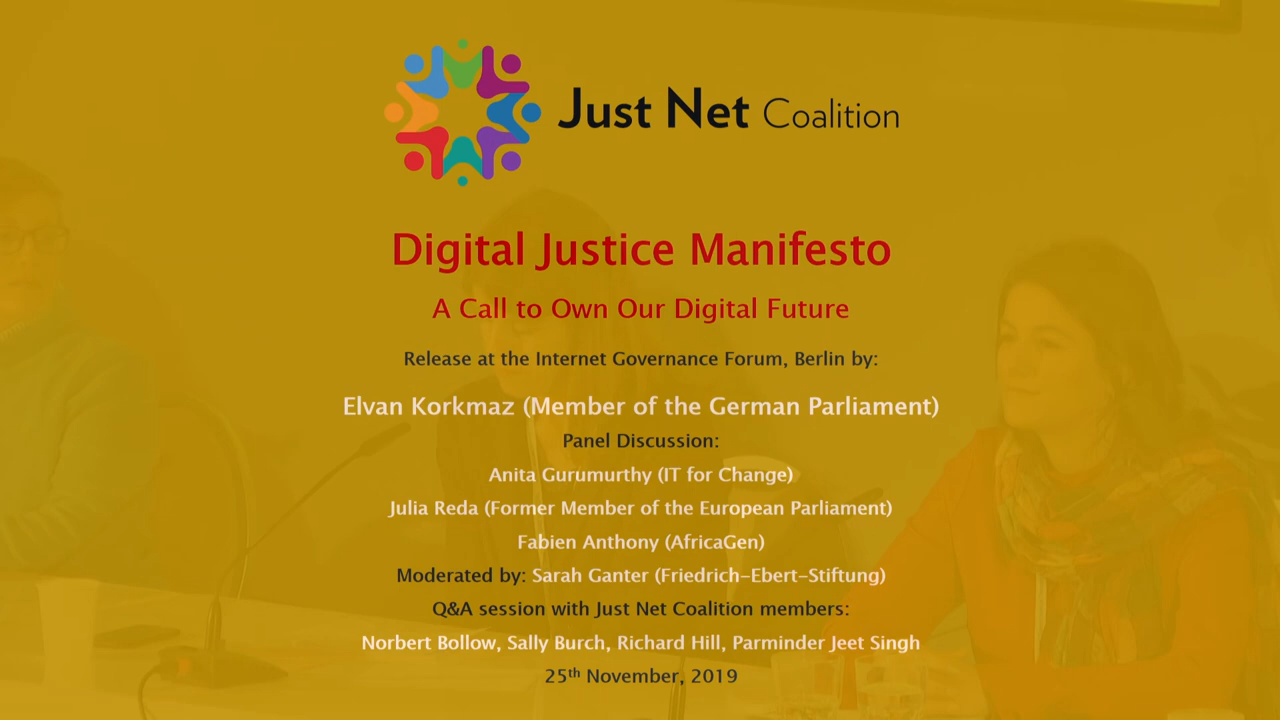 Just Net Coalition
Digital Justice Manifesto
A Call to Own Our Digital Future
Release at the Internet Governance Forum, Berlin by:
Elvan Korkmaz (Member of the German Parliament)
Panel Discussion:
Anita Gurumurthy (IT for Change)
Julia Reda (Former Member of the European Parliament)
Fabien Anthony (AfricaGen)
Moderated by: Sarah Ganter (Friedrich-Ebert-Stiftung)
Q&A session with Just Net Coalition members:
Norbert Bollow, Sally Burch, Richard Hill, Parminder Jeet Singh
25th November, 2019